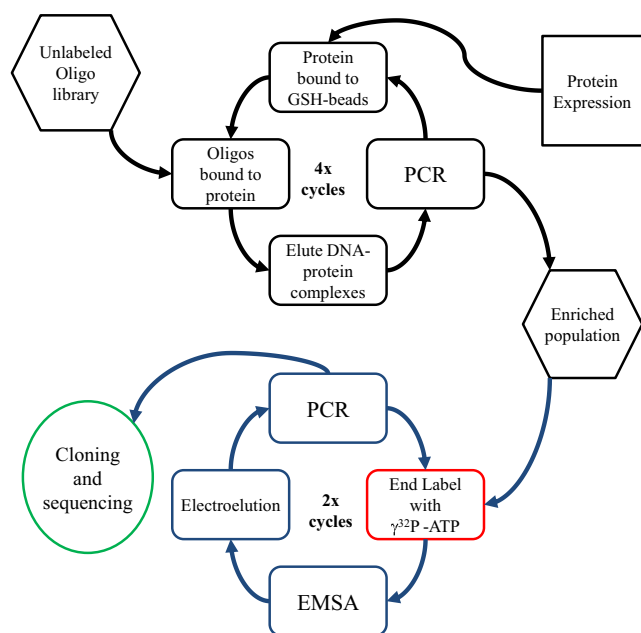 Unlabeled
Oligo
library
Protein
bound to
GSH-beads
Protein
Expression
Oligos
bound to
protein
4x
cycles
PCR
Elute DNA-
protein
complexes
Enriched
population
PCR
Cloning
and
sequencing
Electroelution
2x
cycles
End Label
with
γ³²P -ATP
EMSA